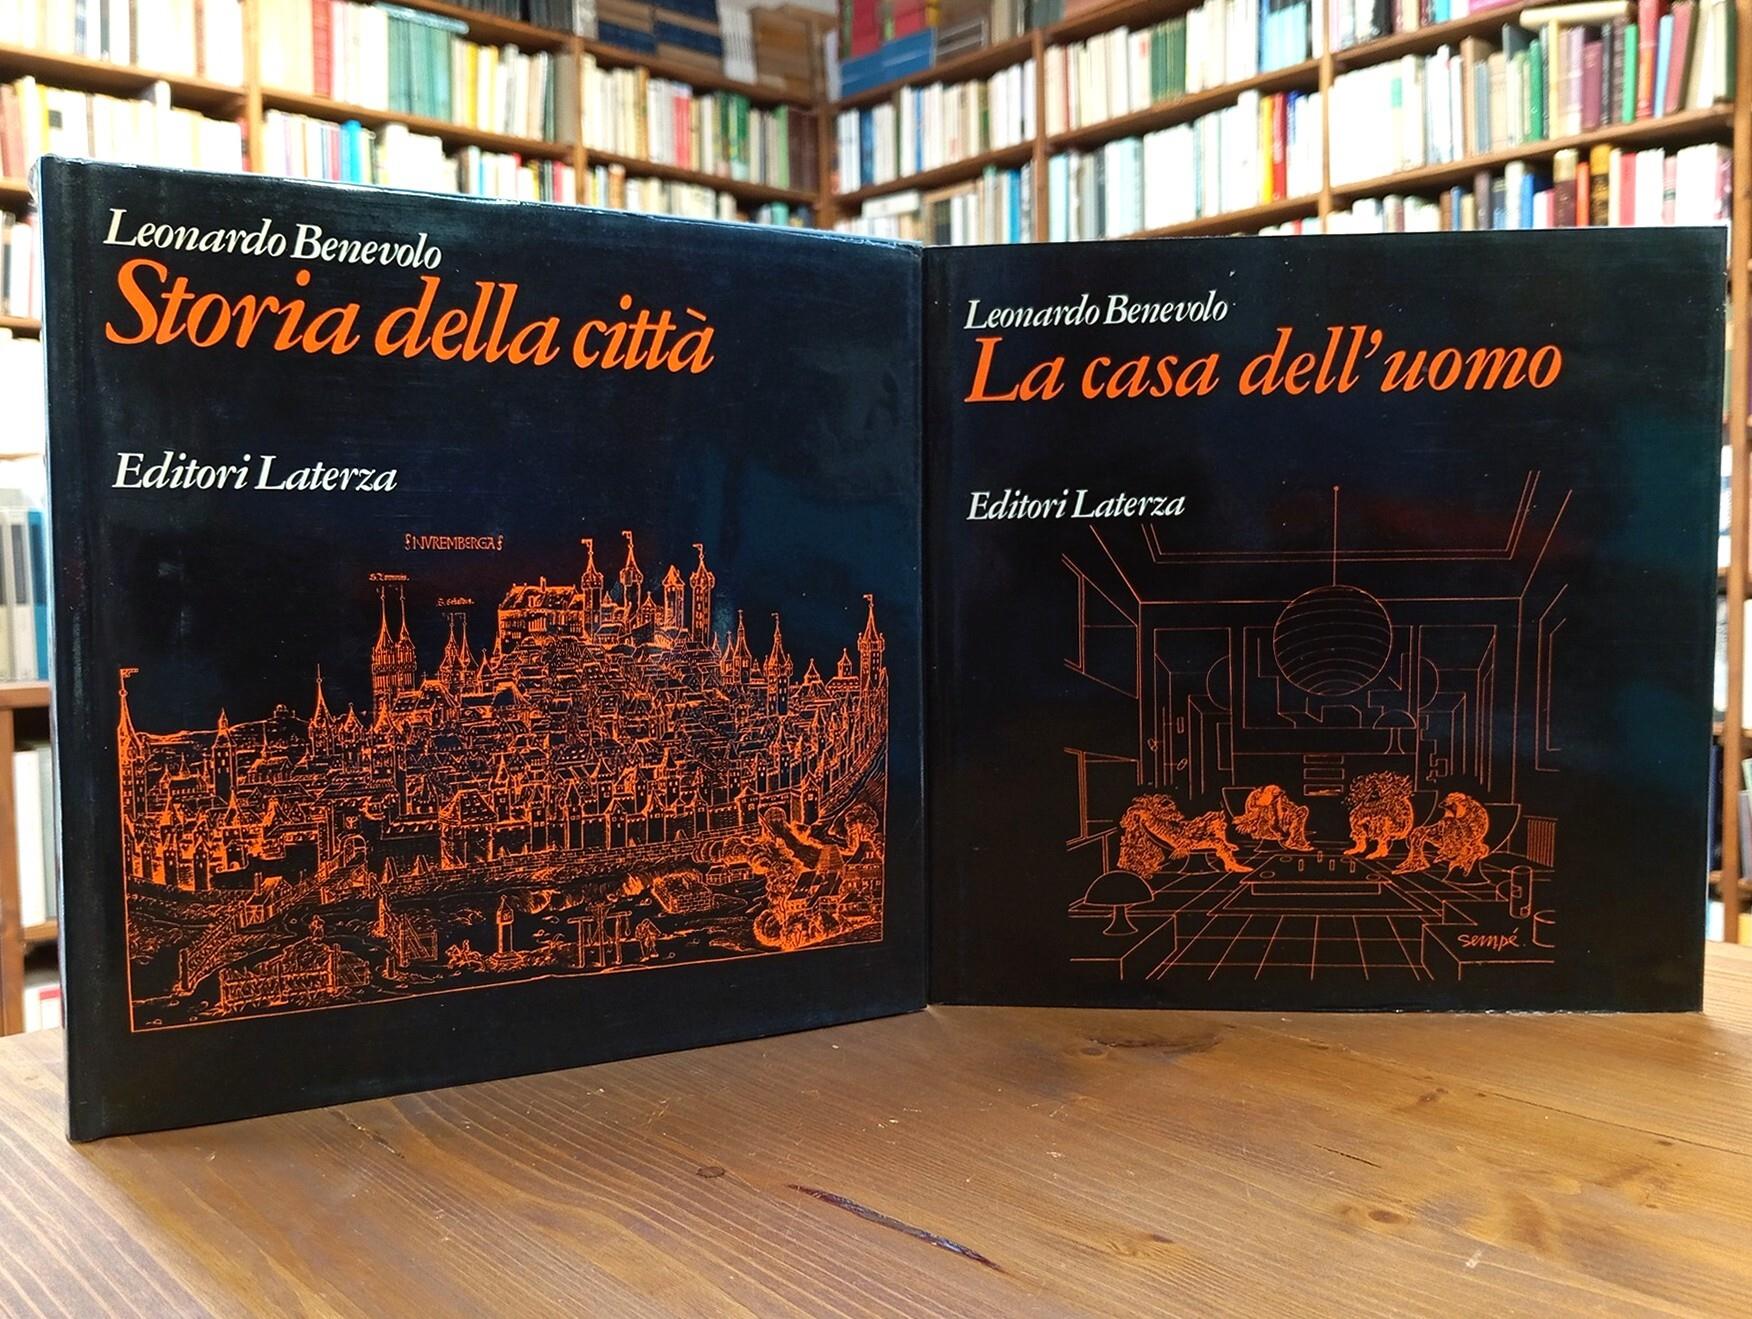 Leonardo Benevolo
Storia della città
Editori Laterza
NVREMBERGA
Leonardo Benevolo
La casa dell'uomo
Editori Laterza
sempé